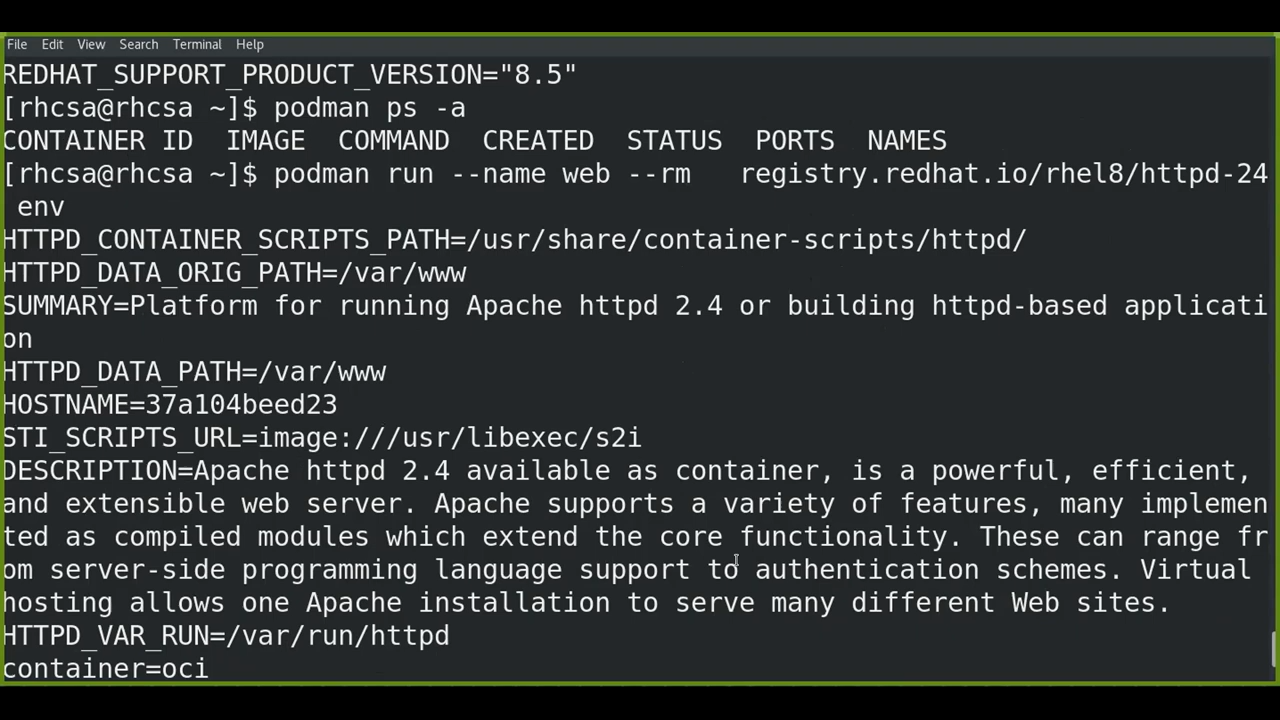 File Edit View Search Terminal Help
REDHAT_SUPPORT_PRODUCT_VERSION="8.5"
[rhcsa@rhcsa ~]$ podman ps -a
CONTAINER ID  IMAGE  COMMAND  CREATED  STATUS  PORTS  NAMES
[rhcsa@rhcsa ~]$ podman run --name web --rm   registry.redhat.io/rhel8/httpd-24
 env
HTTPD_CONTAINER_SCRIPTS_PATH=/usr/share/container-scripts/httpd/
HTTPD_DATA_ORIG_PATH=/var/www
SUMMARY=Platform for running Apache httpd 2.4 or building httpd-based applicati
on
HTTPD_DATA_PATH=/var/www
HOSTNAME=37a104beed23
STI_SCRIPTS_URL=image:///usr/libexec/s2i
DESCRIPTION=Apache httpd 2.4 available as container, is a powerful, efficient,
and extensible web server. Apache supports a variety of features, many implemen
ted as compiled modules which extend the core functionality. These can range fr
om server-side programming language support to authentication schemes. Virtual
hosting allows one Apache installation to serve many different Web sites.
HTTPD_VAR_RUN=/var/run/httpd
container=oci